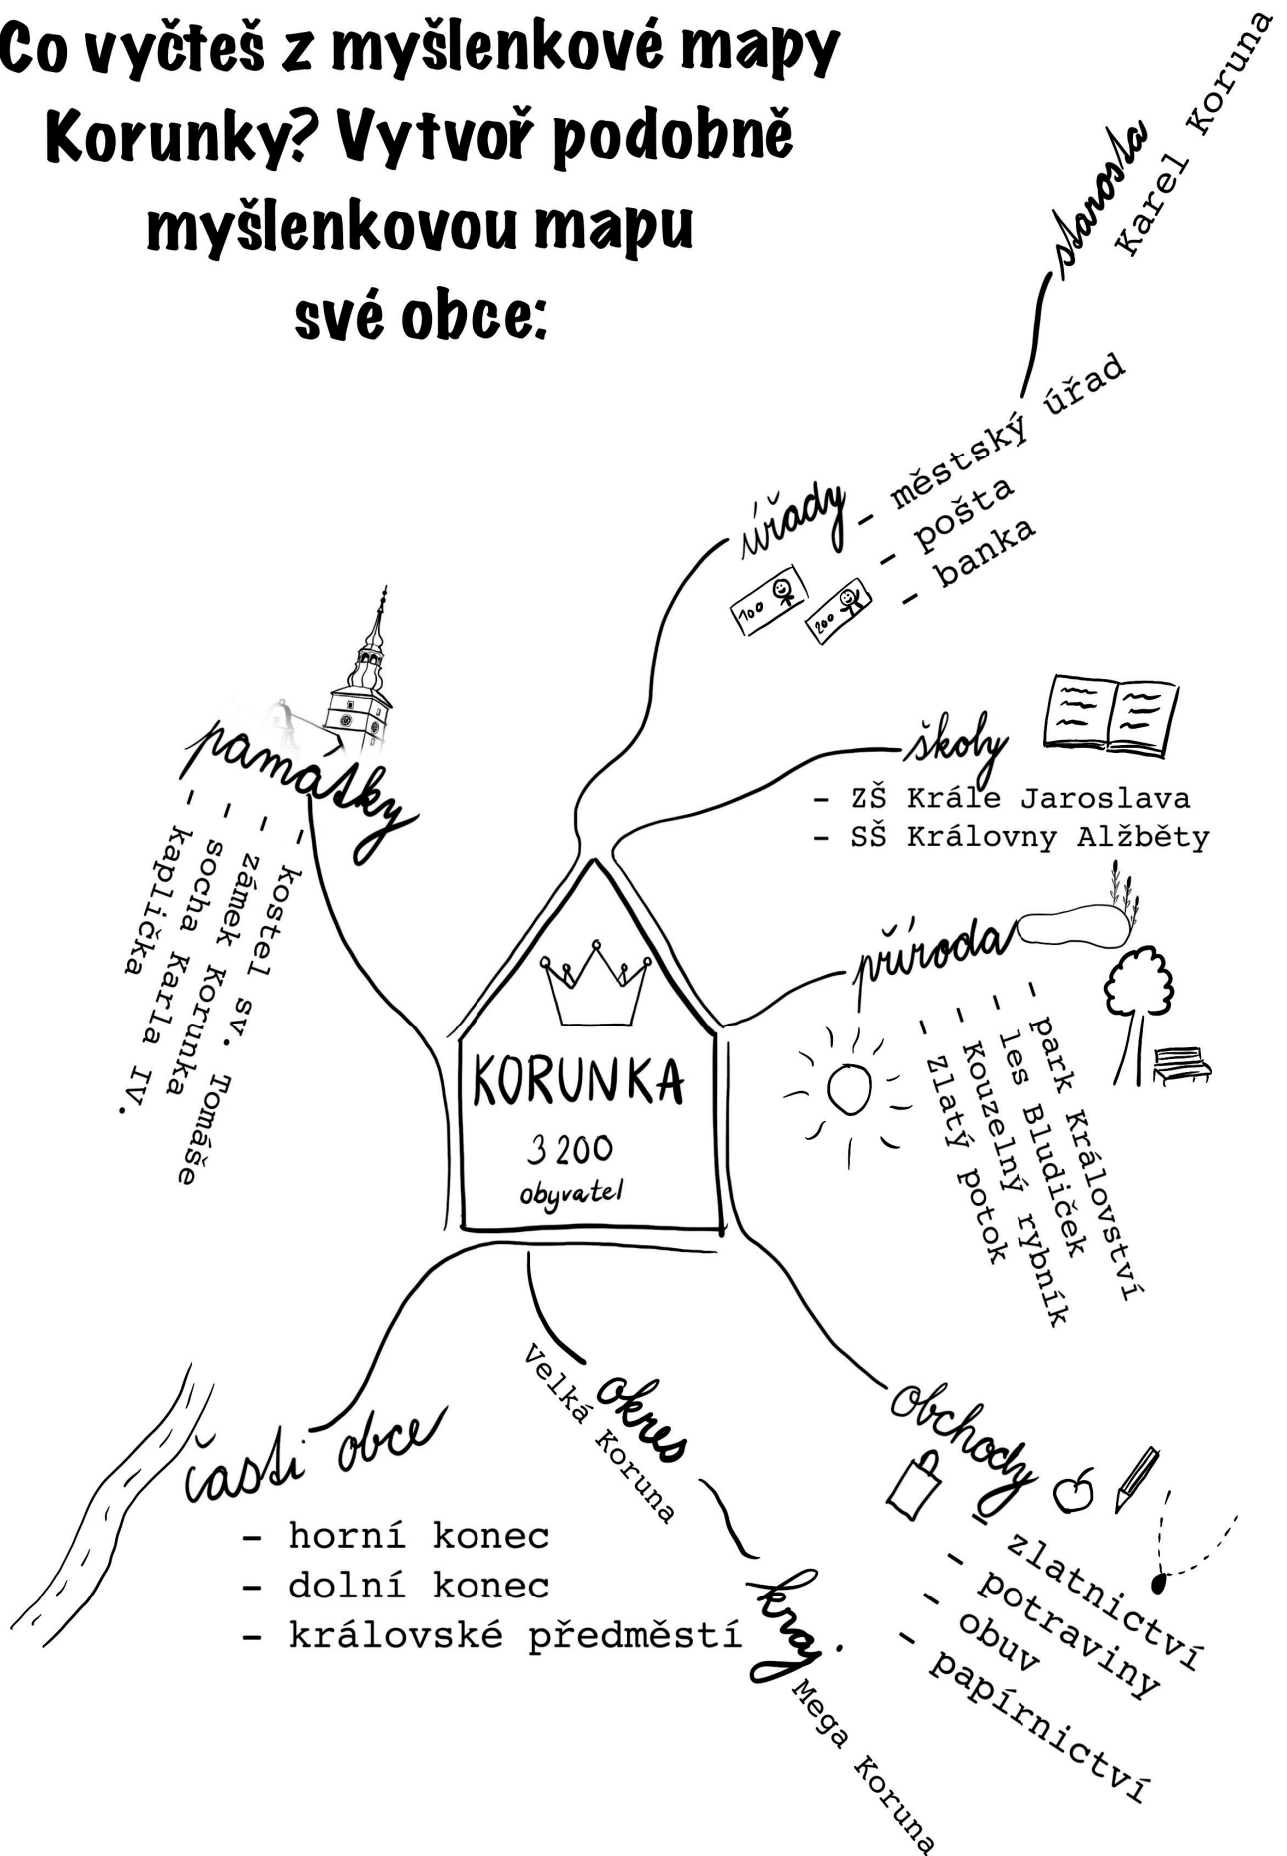 Co vyčteš z myšlenkové mapy
Korunky? Vytvoř podobně
myšlenkovou mapu
své obce:
starosta
Karel Koruna
úřady
- městský úřad
- pošta
- banka
100
200
školy
- ZŠ Krále Jaroslava
- SŠ Královny Alžběty
památky
- kostel sv. Tomáše
- zámek Korunka
- socha Karla IV.
- kaplička
příroda
- park Království
- les Bludiček
- Kouzelný rybník
- Zlatý potok
KORUNKA
3 200
obyvatel
části obce
- horní konec
- dolní konec
- královské předměstí
okres
Velká Koruna
kraj
Mega Koruna
obchody
- zlatnictví
- potraviny
- obuv
- papírnictví